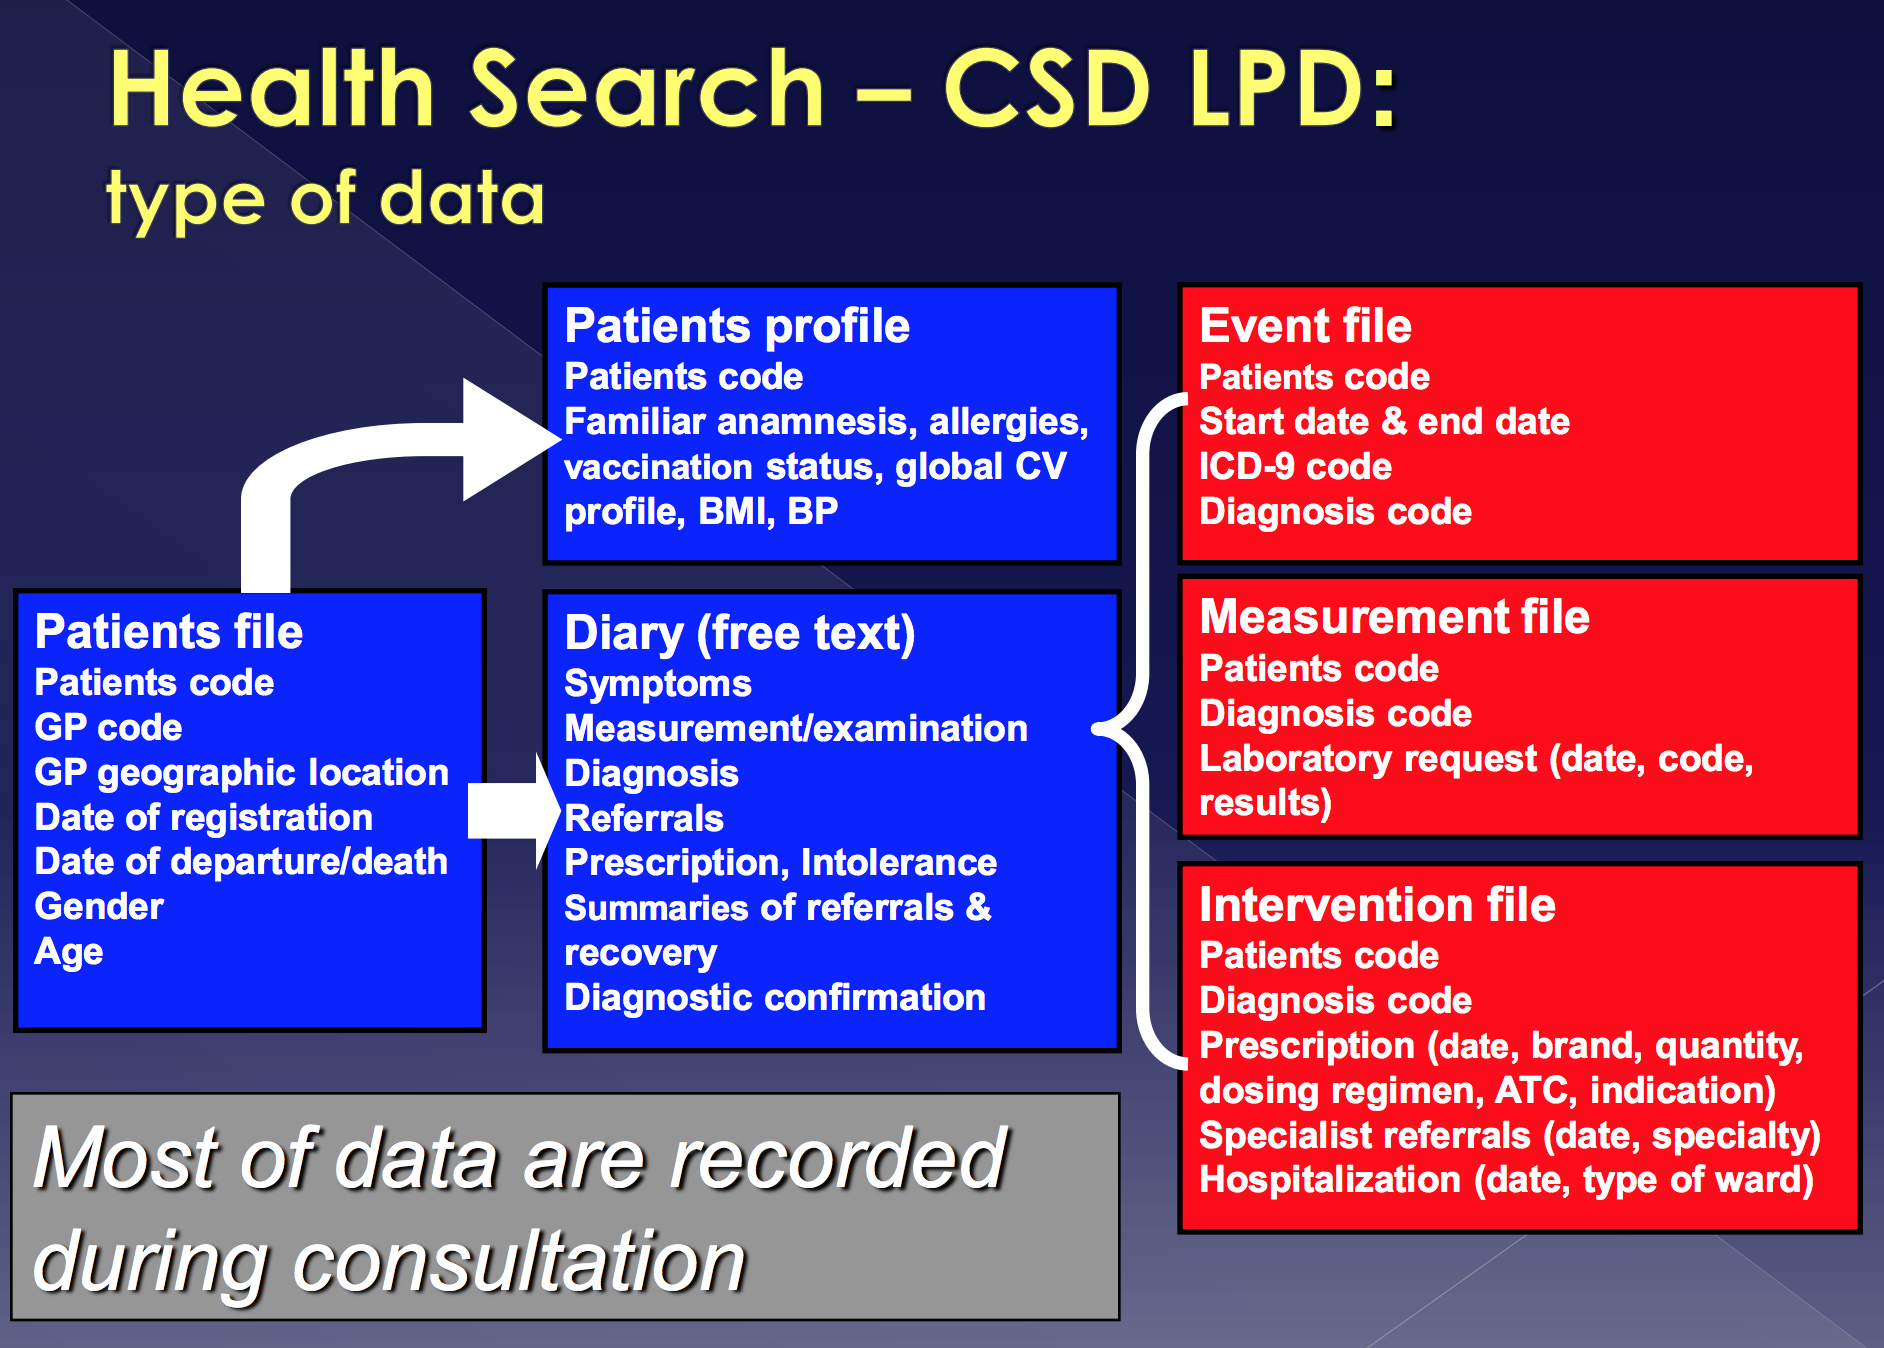 Health Search – CSD LPD:
type of data
Patients profile
Patients code
Familiar anamnesis, allergies,
vaccination status, global CV
profile, BMI, BP
Event file
Patients code
Start date & end date
ICD-9 code
Diagnosis code
Patients file
Patients code
GP code
GP geographic location
Date of registration
Date of departure/death
Gender
Age
Diary (free text)
Symptoms
Measurement/examination
Diagnosis
Referrals
Prescription, Intolerance
Summaries of referrals &
recovery
Diagnostic confirmation
Measurement file
Patients code
Diagnosis code
Laboratory request (date, code,
results)
Intervention file
Patients code
Diagnosis code
Prescription (date, brand, quantity,
dosing regimen, ATC, indication)
Specialist referrals (date, specialty)
Hospitalization (date, type of ward)
Most of data are recorded
during consultation